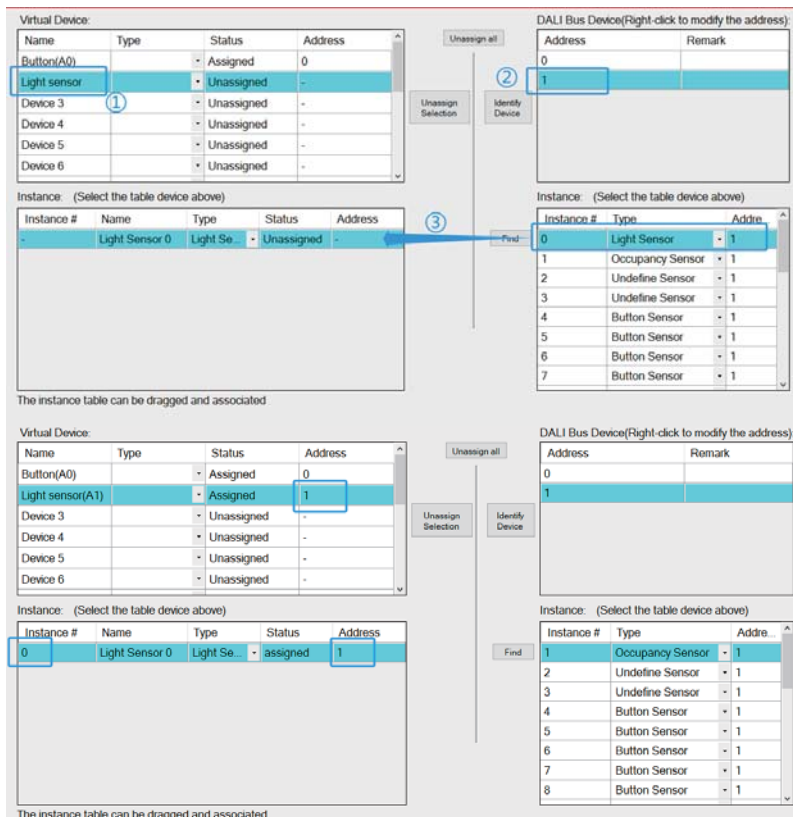 Virtual Device:
DALI Bus Device(Right-click to modify the address):
Name Type Status Address
Button(A0) Assigned 0
Light sensor Unassigned -
Device 3 Unassigned -
Device 4 Unassigned -
Device 5 Unassigned -
Device 6 Unassigned -
①
Unassign all
Unassign Selection
Identify Device
Address Remark
0
1
②
Instance: (Select the table device above)
Instance # Name Type Status Address
- Light Sensor 0 Light Se... Unassigned -
③
Find
Instance: (Select the table device above)
Instance # Type Addre
0 Light Sensor 1
1 Occupancy Sensor 1
2 Undefine Sensor 1
3 Undefine Sensor 1
4 Button Sensor 1
5 Button Sensor 1
6 Button Sensor 1
7 Button Sensor 1
The instance table can be dragged and associated
Virtual Device:
DALI Bus Device(Right-click to modify the address)
Name Type Status Address
Button(A0) Assigned 0
Light sensor(A1) Assigned 1
Device 3 Unassigned -
Device 4 Unassigned -
Device 5 Unassigned -
Device 6 Unassigned -
Unassign all
Unassign Selection
Identify Device
Address Remark
0
1
Instance: (Select the table device above)
Instance # Name Type Status Address
0 Light Sensor 0 Light Se... assigned 1
Find
Instance: (Select the table device above)
Instance # Type Addre...
1 Occupancy Sensor 1
2 Undefine Sensor 1
3 Undefine Sensor 1
4 Button Sensor 1
5 Button Sensor 1
6 Button Sensor 1
7 Button Sensor 1
8 Button Sensor 1
The instance table can be dragged and associated